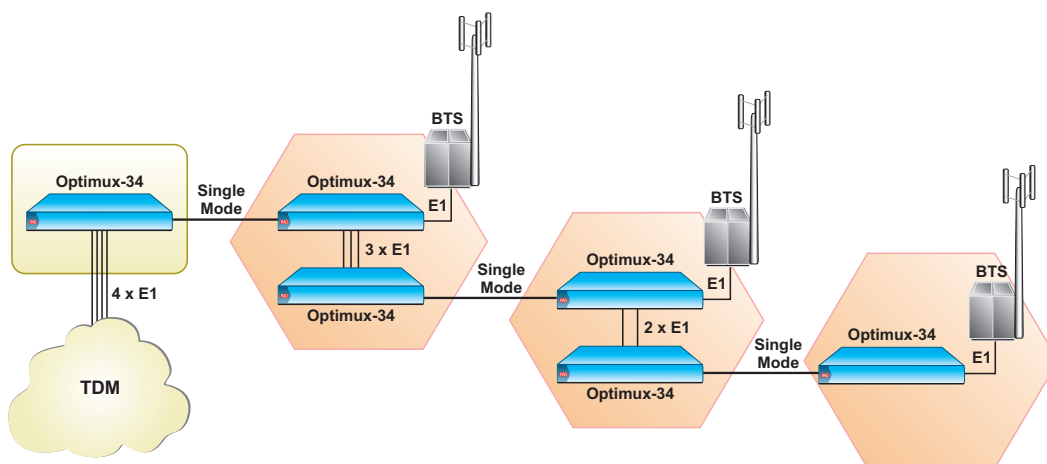 BTS
Optimux-34
Single
Mode
Optimux-34
E1
3 x E1
Optimux-34
4 x E1
TDM
BTS
Single
Mode
Optimux-34
E1
2 x E1
Optimux-34
BTS
Single
Mode
Optimux-34
E1